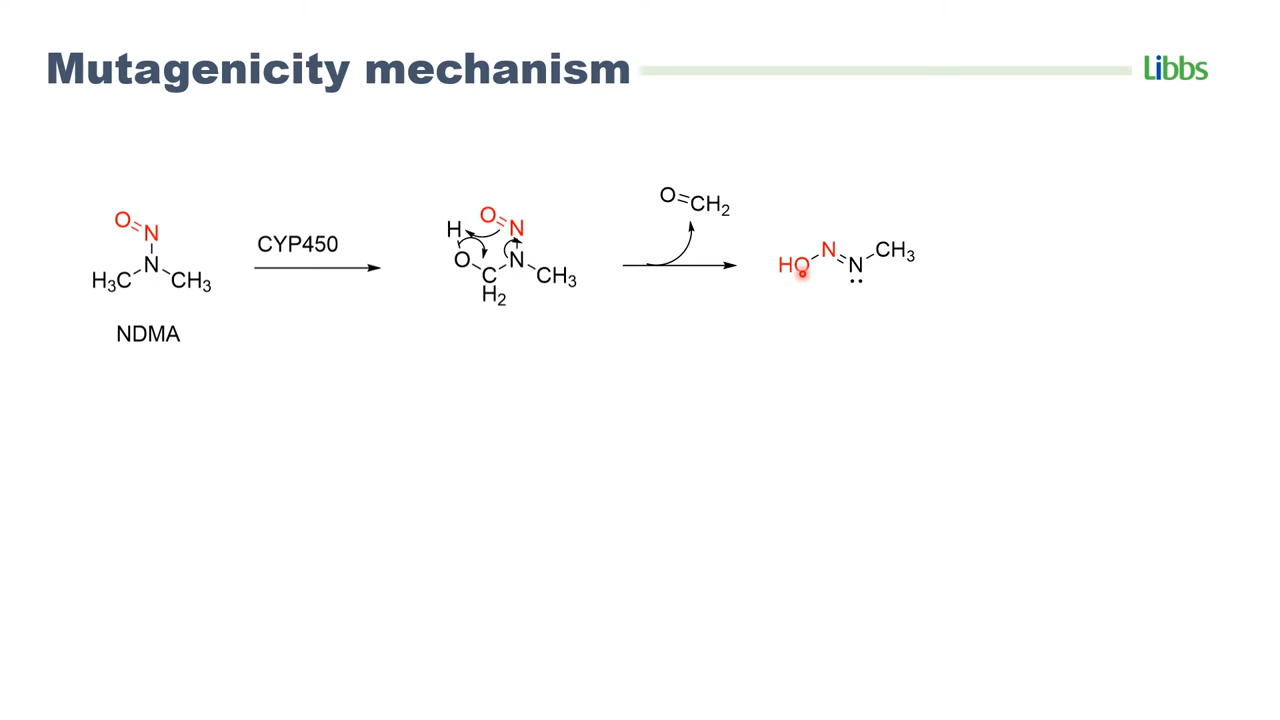 Mutagenicity mechanism
Libbs
O N
N
H3C CH3
NDMA
CYP450
O N
H
O N
C CH3
H2
O CH2
HO N N CH3